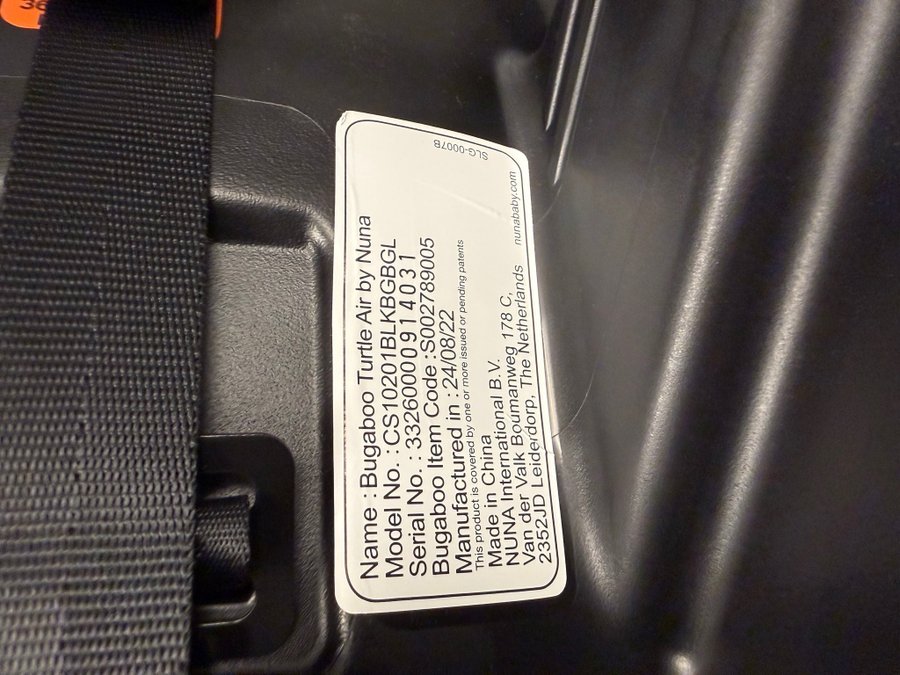 36
Name : Bugaboo Turtle Air by Nuna
Model No. : CS10201BLKBGBGL
Serial No. : 3326000914031
Bugaboo Item Code : S002789005
Manufactured in : 24/08/22
This product is covered by one or more issued or pending patents
Made in China
NUNA International B.V.
Van der Valk Boumanweg 178 C,
2352JD Leiderdorp, The Netherlands
nunababy.com
SLG-0007B